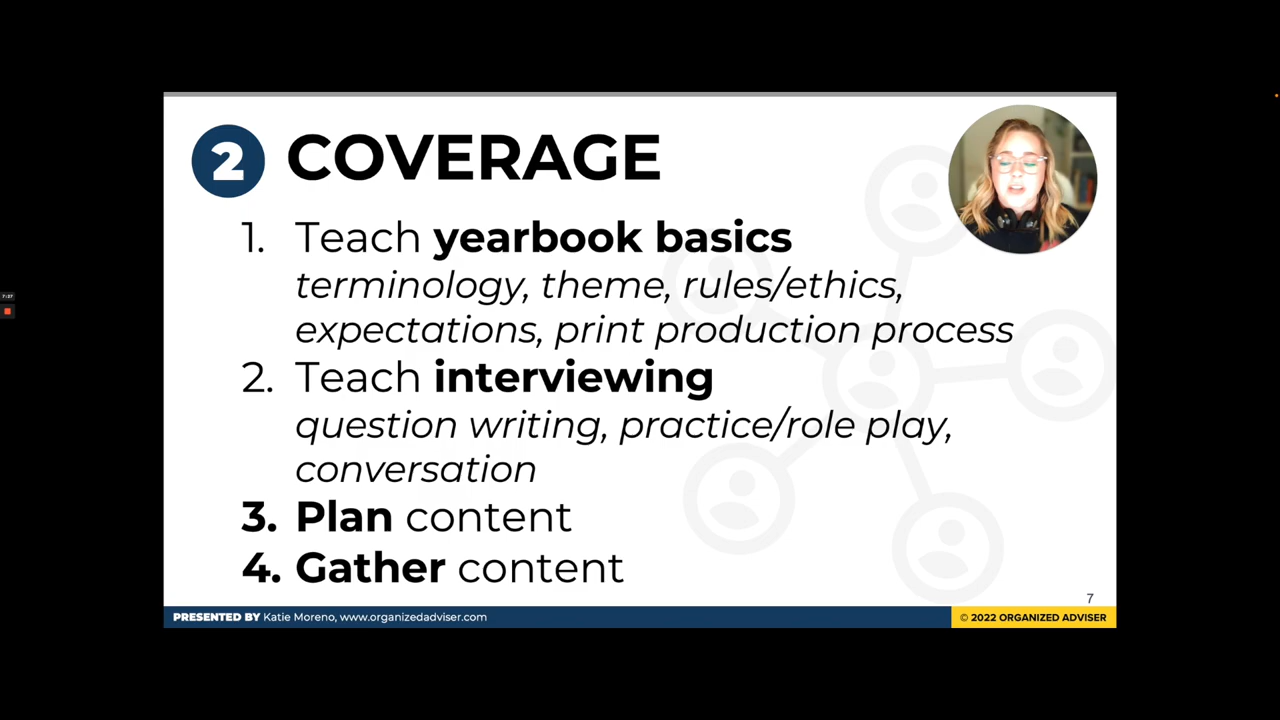 2 COVERAGE
1. Teach yearbook basics
terminology, theme, rules/ethics,
expectations, print production process
2. Teach interviewing
question writing, practice/role play,
conversation
3. Plan content
4. Gather content
7
PRESENTED BY Katie Moreno, www.organizedadviser.com
© 2022 ORGANIZED ADVISER